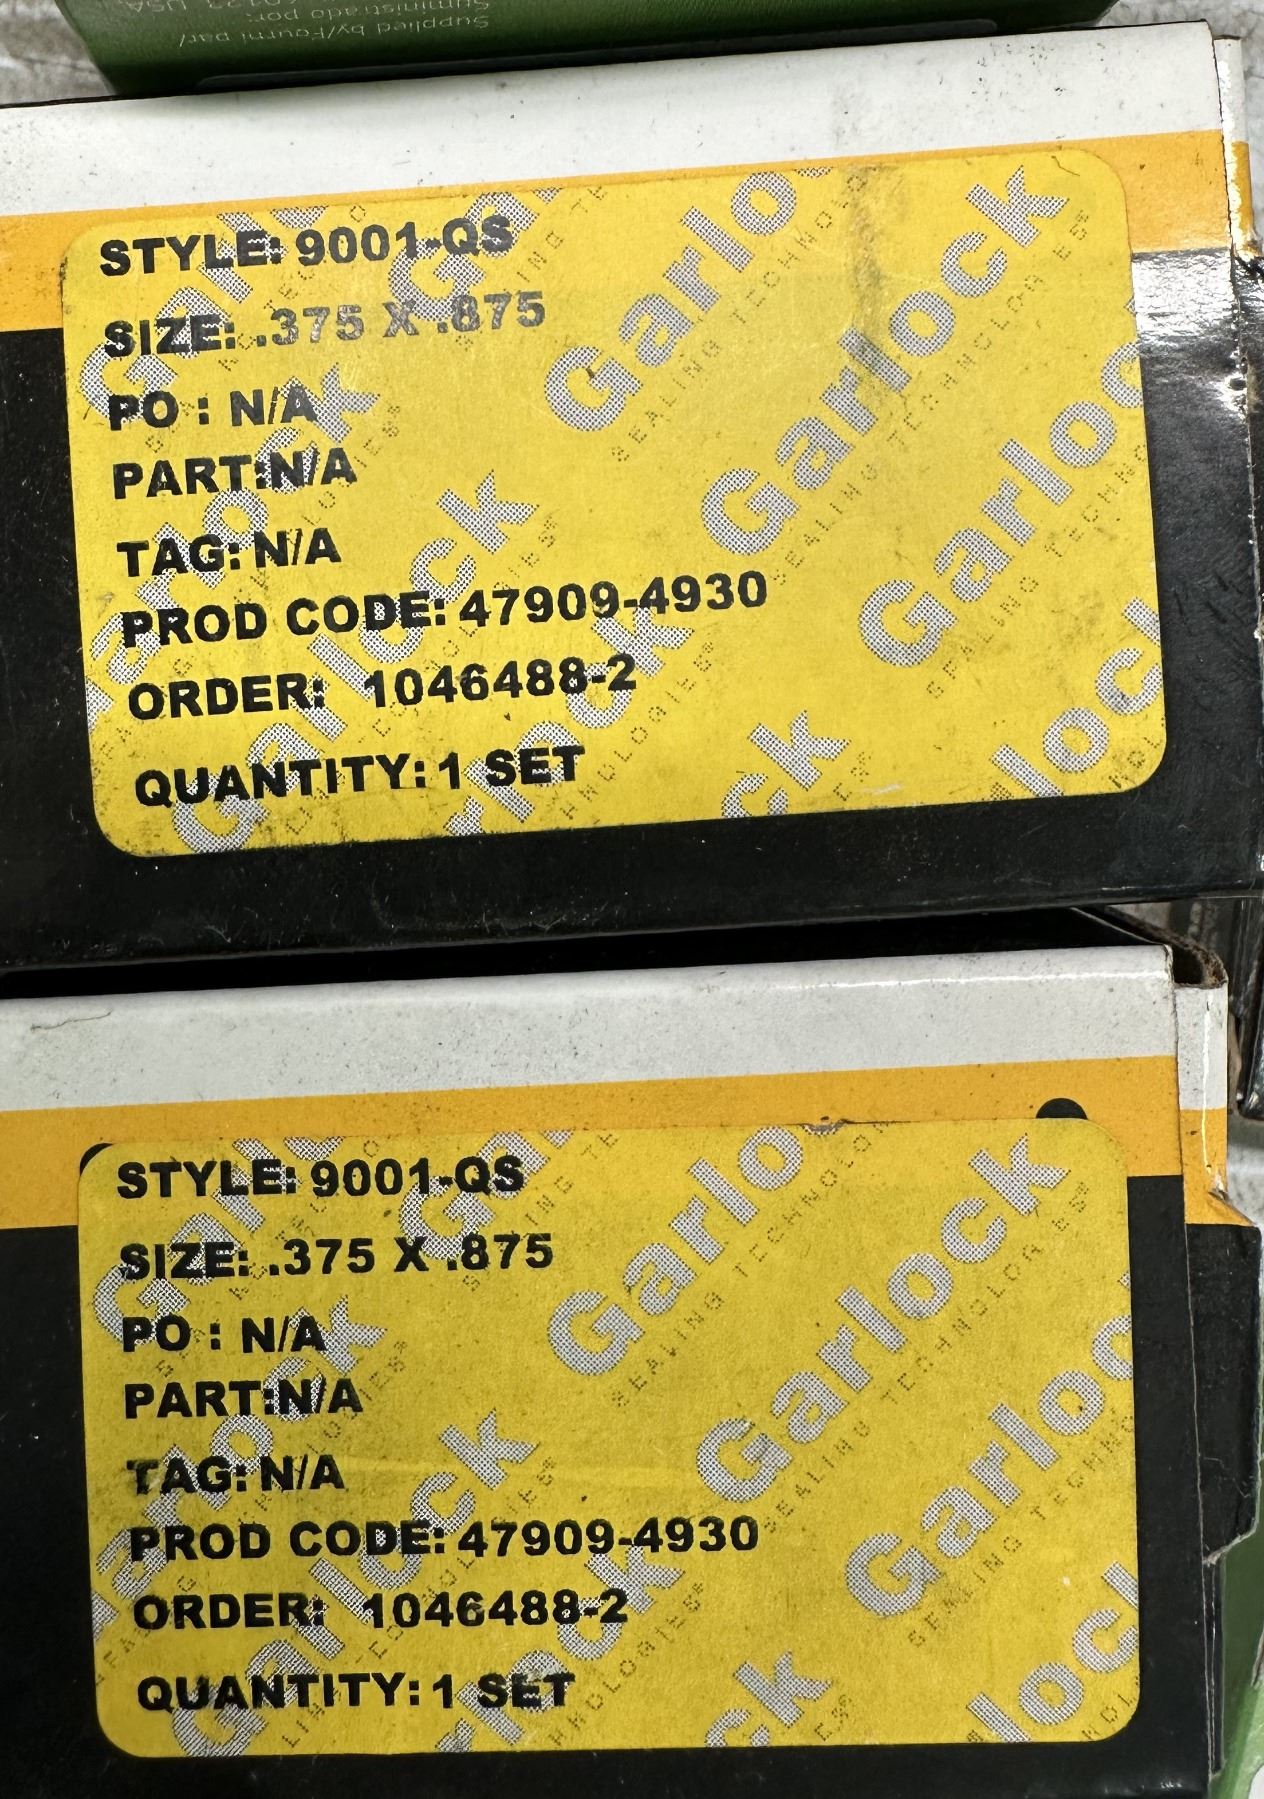 Supplied by/Fourni par/
Suministrado por:
USA
STYLE: 9001-QS
SIZE: .375 X .875
PO : N/A
PART:N/A
TAG: N/A
PROD CODE: 47909-4930
ORDER: 1046488-2
QUANTITY: 1 SET
Garlock
SEALING TECHNOLOGIES
STYLE: 9001-QS
SIZE: .375 X .875
PO : N/A
PART:N/A
TAG: N/A
PROD CODE: 47909-4930
ORDER: 1046488-2
QUANTITY: 1 SET
Garlock
SEALING TECHNOLOGIES